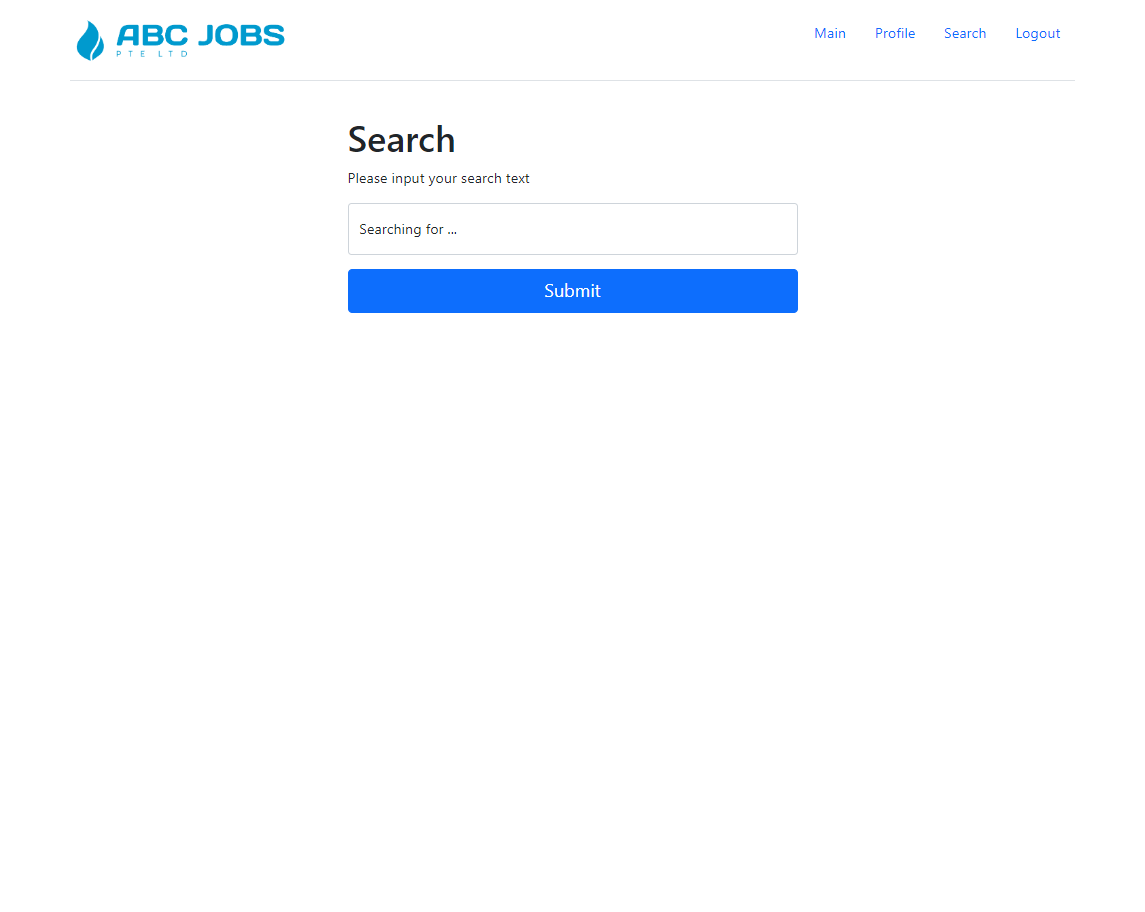 ABC JOBS
PTE LTD
Main Profile Search Logout
Search
Please input your search text
Searching for ...
Submit